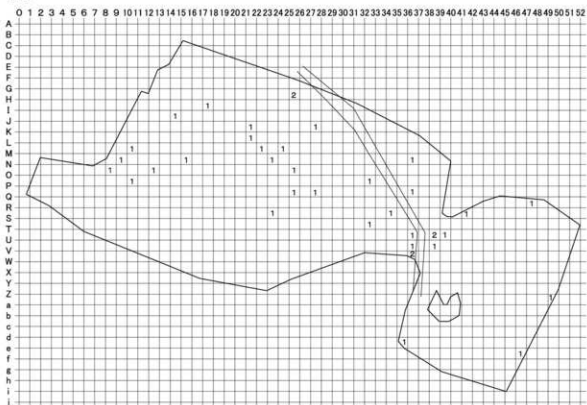 0 1 2 3 4 5 6 7 8 9 10 11 12 13 14 15 16 17 18 19 20 21 22 23 24 25 26 27 28 29 30 31 32 33 34 35 36 37 38 39 40 41 42 43 44 45 46 47 48 49 50 51 52
A
B
C
D
E
F
G
H 2
I 1
J 1
K 1 1
L 1
M 1 1 1
N 1 1 1 1
O 1 1 1
P 1 1
Q 1 1 1
R 1
S 1 1 1
T 1
U 1 2 1
V 1 1
W 2
X
Y
Z
a 1
b
c
d
e 1
f 1
g
h
i
j